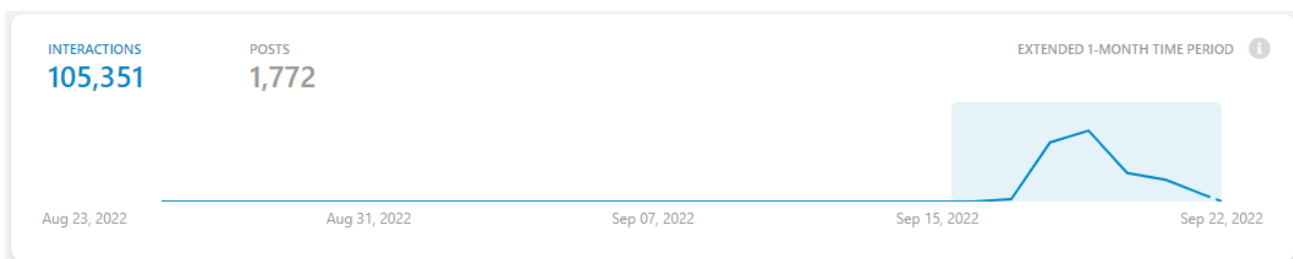 INTERACTIONS POSTS EXTENDED 1-MONTH TIME PERIOD i
105,351 1,772
Aug 23, 2022 Aug 31, 2022 Sep 07, 2022 Sep 15, 2022 Sep 22, 2022